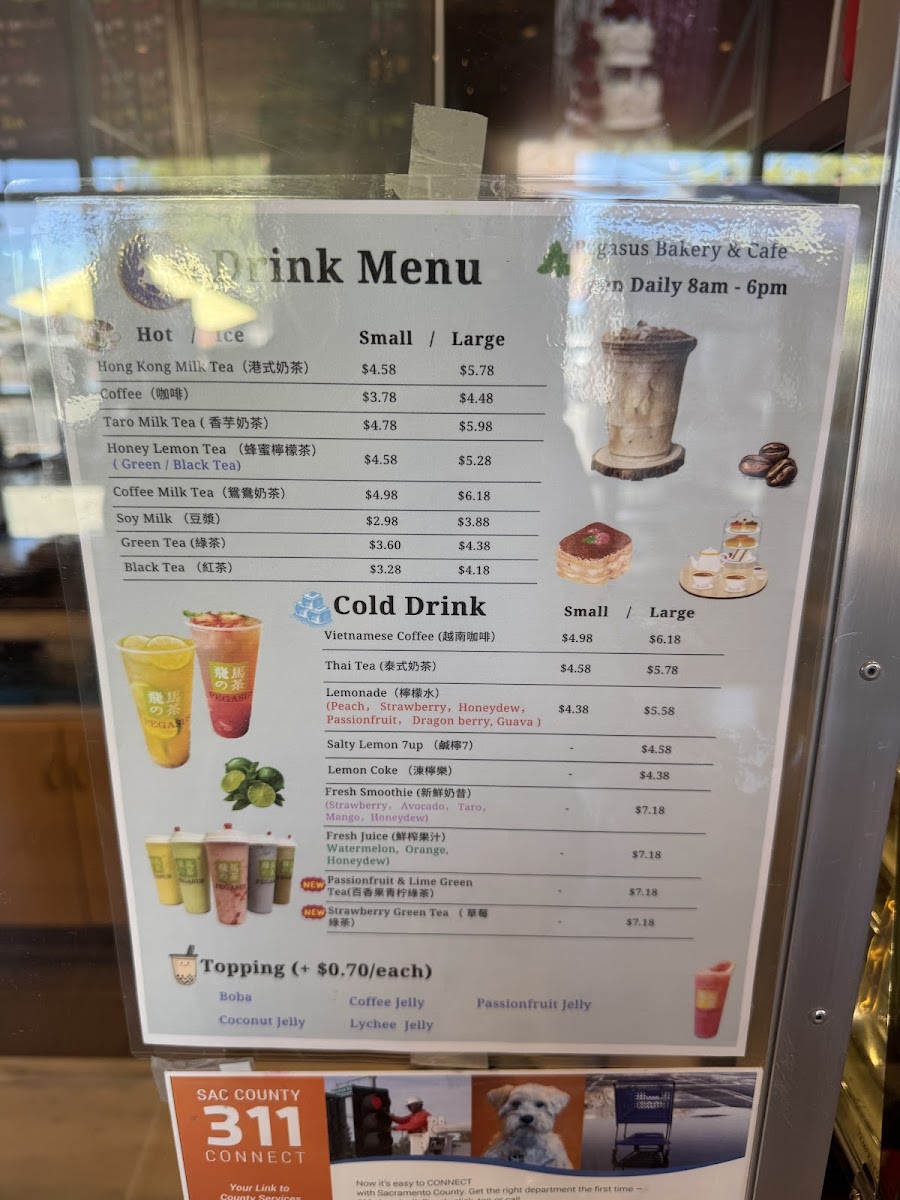 Drink Menu
Pegasus Bakery & Cafe
Daily 8am - 6pm
Hot / Ice Small / Large
Hong Kong Milk Tea (港式奶茶) $4.58 $5.78
Coffee (咖啡) $3.78 $4.48
Taro Milk Tea ( 香芋奶茶) $4.78 $5.98
Honey Lemon Tea (蜂蜜檸檬茶)
( Green / Black Tea) $4.58 $5.28
Coffee Milk Tea (鴛鴦奶茶) $4.98 $6.18
Soy Milk (豆漿) $2.98 $3.88
Green Tea (綠茶) $3.60 $4.38
Black Tea (紅茶) $3.28 $4.18
Cold Drink Small / Large
Vietnamese Coffee (越南咖啡) $4.98 $6.18
Thai Tea (泰式奶茶) $4.58 $5.78
Lemonade (檸檬水)
(Peach, Strawberry, Honeydew, $4.38 $5.58
Passionfruit, Dragon berry, Guava )
Salty Lemon 7up (鹹檸7) - $4.58
Lemon Coke (凍檸樂) - $4.38
Fresh Smoothie (新鮮奶昔)
(Strawberry, Avocado, Taro, - $7.18
Mango, Honeydew)
Fresh Juice (鮮榨果汁)
Watermelon, Orange, - $7.18
Honeydew)
NEW Passionfruit & Lime Green
Tea(百香果青柠綠茶) - $7.18
NEW Strawberry Green Tea ( 草莓
綠茶) - $7.18
飛馬
の茶
PEGASUS
飛馬
の茶
PEGASUS
Topping (+ $0.70/each)
Boba Coffee Jelly Passionfruit Jelly
Coconut Jelly Lychee Jelly
SAC COUNTY
311
CONNECT
Your Link to
County Services
Now it's easy to CONNECT
with Sacramento County. Get the right department the first time –